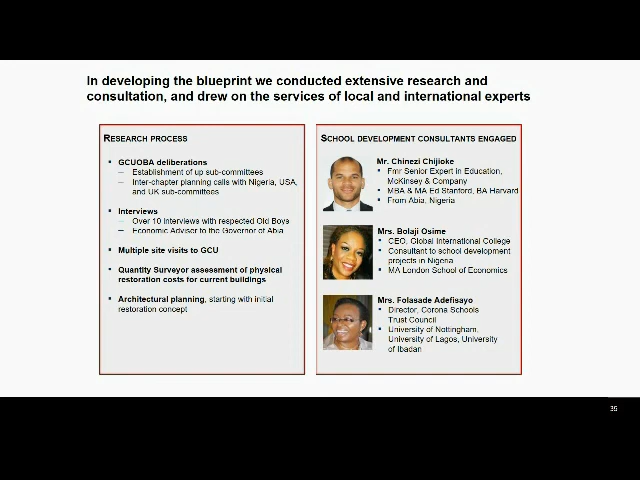 In developing the blueprint we conducted extensive research and
consultation, and drew on the services of local and international experts
RESEARCH PROCESS
▪ GCUOBA deliberations
– Establishment of up sub-committees
– Inter-chapter planning calls with Nigeria, USA,
and UK sub-committees
▪ Interviews
– Over 10 interviews with respected Old Boys
– Economic Adviser to the Governor of Abia
▪ Multiple site visits to GCU
▪ Quantity Surveyor assessment of physical
restoration costs for current buildings
▪ Architectural planning, starting with initial
restoration concept
SCHOOL DEVELOPMENT CONSULTANTS ENGAGED
Mr. Chinezi Chijioke
▪ Fmr Senior Expert in Education,
McKinsey & Company
▪ MBA & MA Ed Stanford, BA Harvard
▪ From Abia, Nigeria
Mrs. Bolaji Osime
▪ CEO, Global International College
▪ Consultant to school development
projects in Nigeria
▪ MA London School of Economics
Mrs. Folasade Adefisayo
▪ Director, Corona Schools
Trust Council
▪ University of Nottingham,
University of Lagos, University
of Ibadan
35